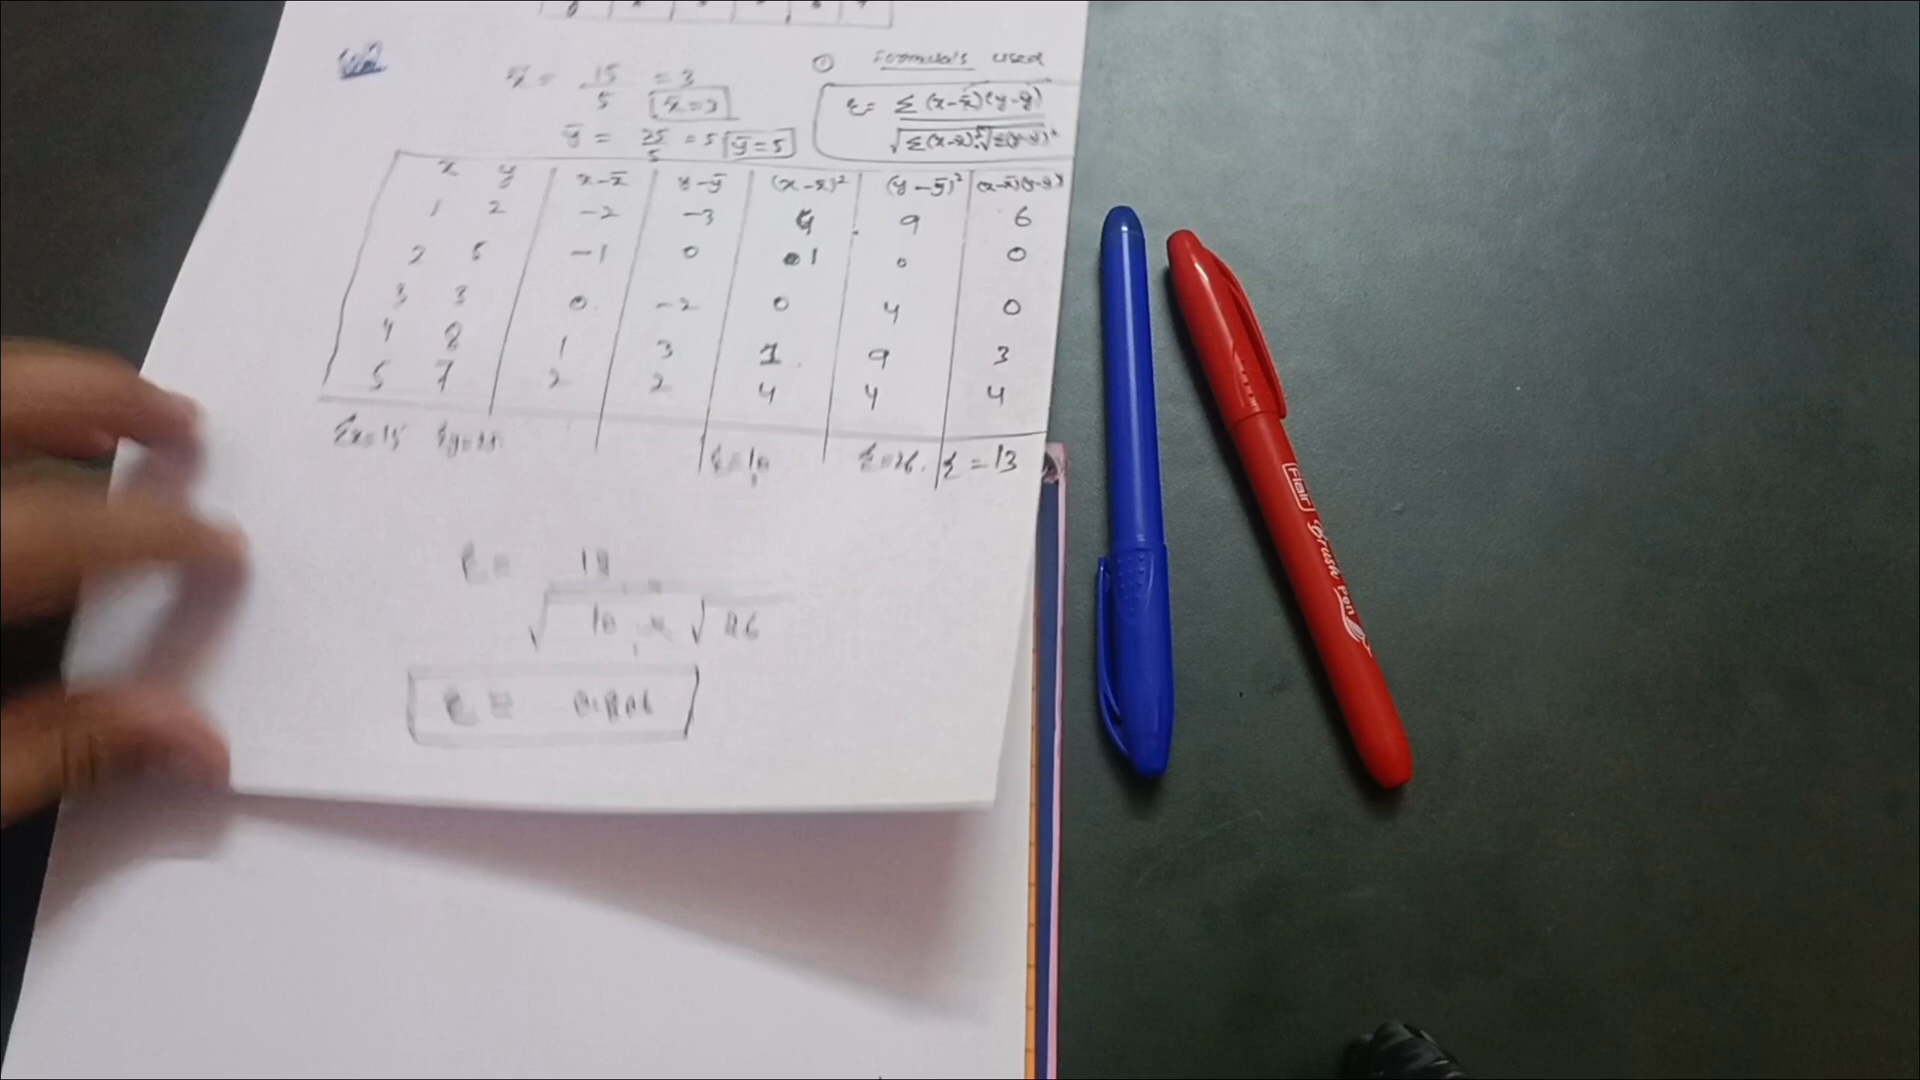 x̄ = 15/5 = 3
x̄ = 3
ȳ = 25/5 = 5 ȳ = 5
① Formula's used
r = Σ(x-x̄)(y-ȳ) / √Σ(x-x̄)² √Σ(y-ȳ)²
x y x-x̄ y-ȳ (x-x̄)² (y-ȳ)² (x-x̄)(y-ȳ)
1 2 -2 -3 4 9 6
2 5 -1 0 1 0 0
3 3 0 -2 0 4 0
4 8 1 3 1 9 3
5 7 2 2 4 4 4
Σx=15 Σy=25 Σ=10 Σ=26 Σ=13
r = 13 / √10 × √26
r =
Flair
Brush Pen